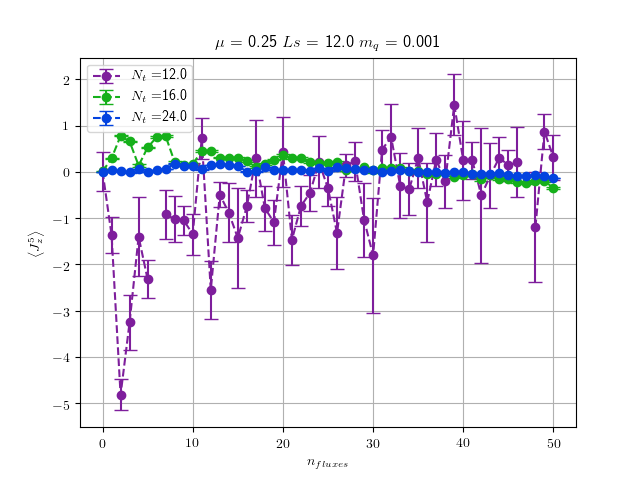 μ = 0.25 Ls = 12.0 m_q = 0.001
N_t =12.0
N_t =16.0
N_t =24.0
⟨J_z^5⟩
2
1
0
−1
−2
−3
−4
−5
0 10 20 30 40 50
n_fluxes